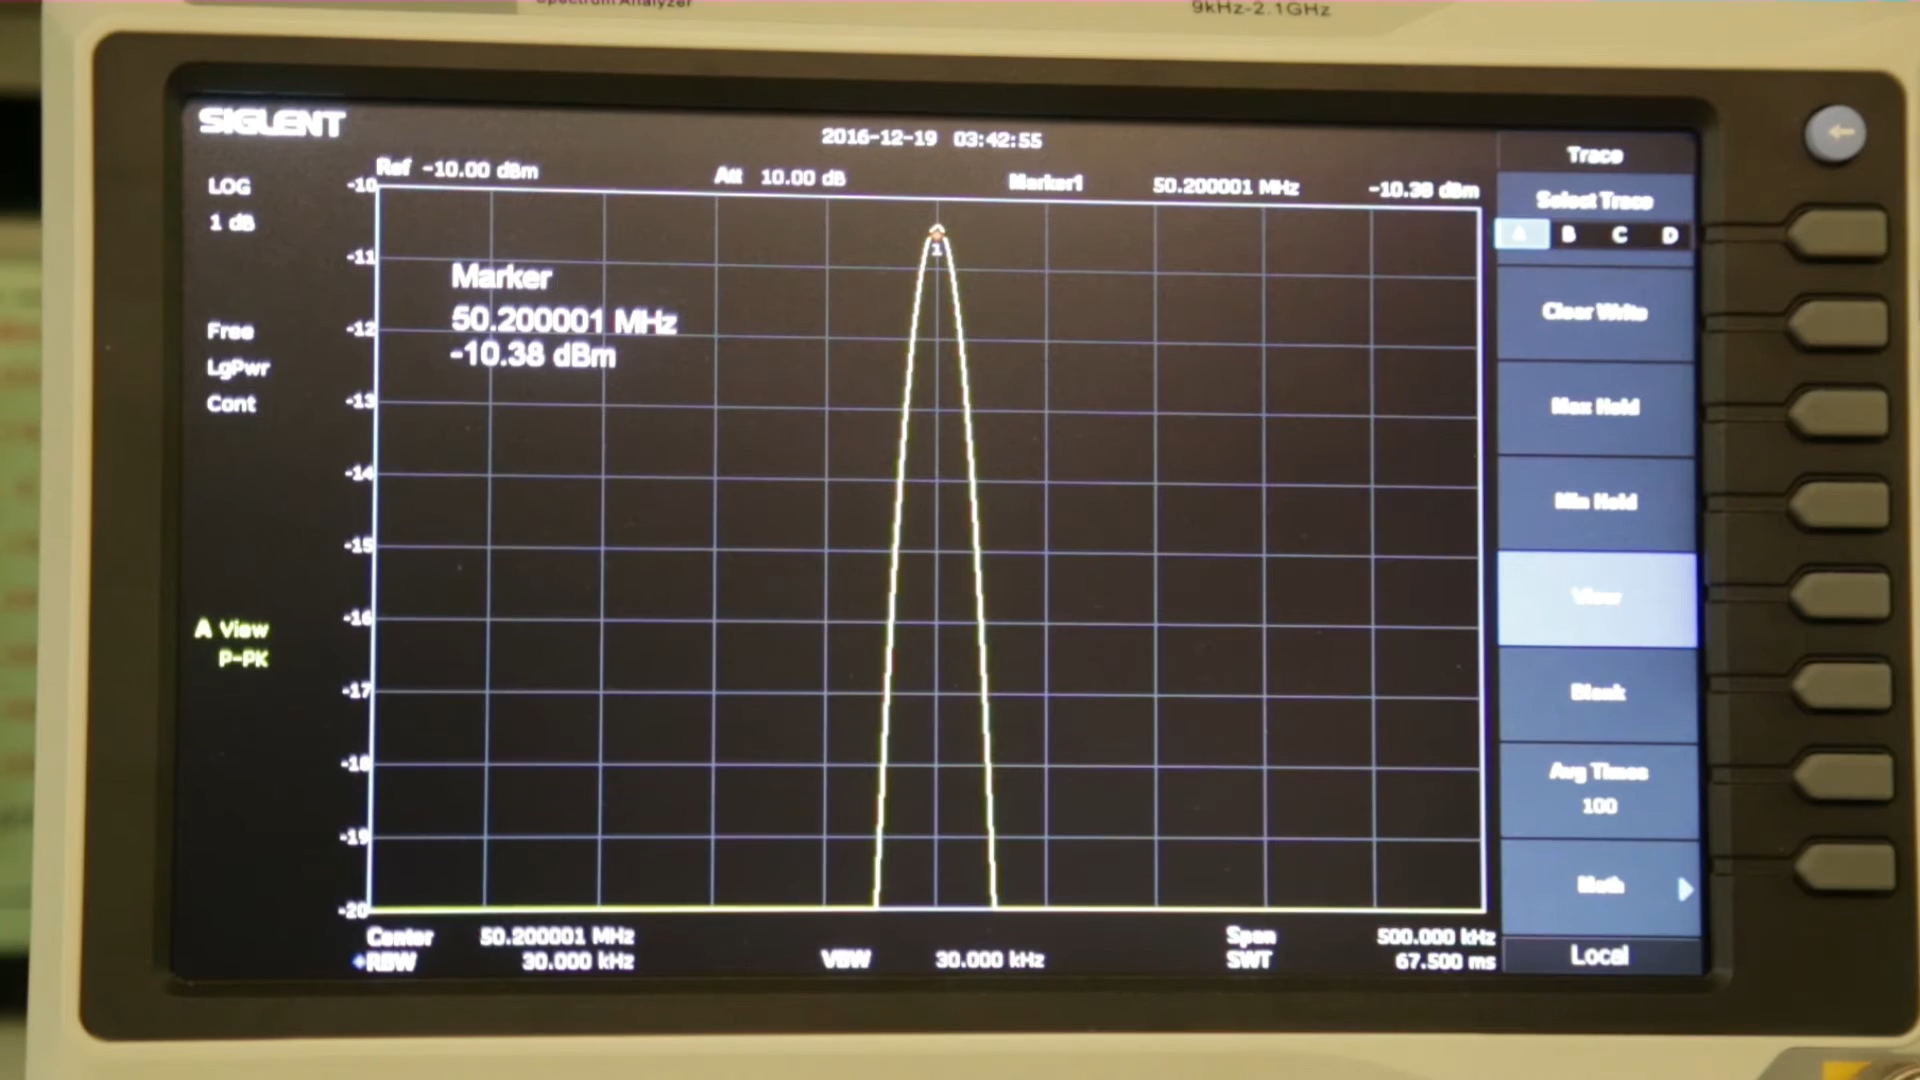 Spectrum Analyzer
9kHz-2.1GHz
SIGLENT
2016-12-19 03:42:55
Ref -10.00 dBm
Att 10.00 dB
Marker1
50.200001 MHz
-10.38 dBm
LOG
1 dB
Free
LgPwr
Cont
A View
P-PK
-10
-11
-12
-13
-14
-15
-16
-17
-18
-19
-20
Marker
50.200001 MHz
-10.38 dBm
1
Center 50.200001 MHz
Span 500.000 kHz
RBW 30.000 kHz
VBW 30.000 kHz
SWT 67.500 ms
Trace
Select Trace
A B C D
Clear Write
Max Hold
Min Hold
View
Blank
Avg Times
100
Math
Local